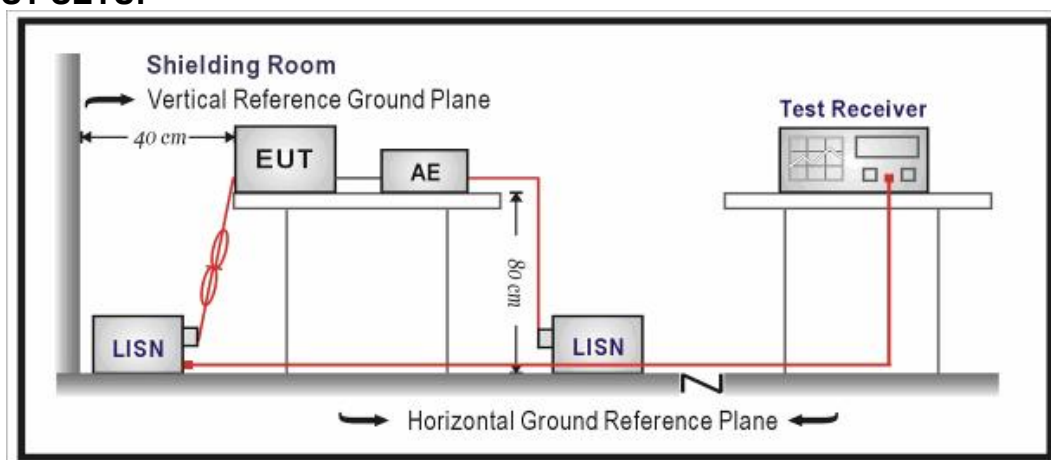 Shielding Room
Vertical Reference Ground Plane
40 cm
EUT
AE
Test Receiver
80 cm
LISN
LISN
Horizontal Ground Reference Plane